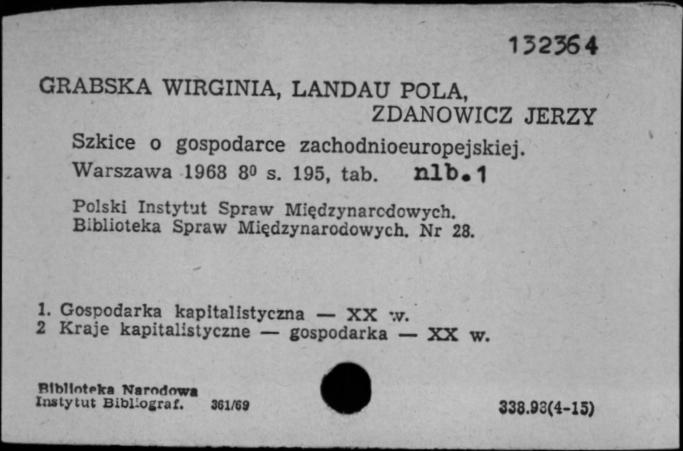 132364
GRABSKA WIRGINIA, LANDAU POLA,
ZDANOWICZ JERZY
Szkice o gospodarce zachodnioeuropejskiej.
Warszawa 1968 8⁰ s. 195, tab. nlb.1
Polski Instytut Spraw Międzynarodowych.
Biblioteka Spraw Międzynarodowych. Nr 28.
1. Gospodarka kapitalistyczna — XX w.
2 Kraje kapitalistyczne — gospodarka — XX w.
Biblioteka Narodowa
Instytut Bibliograf. 361/69
338.98(4-15)